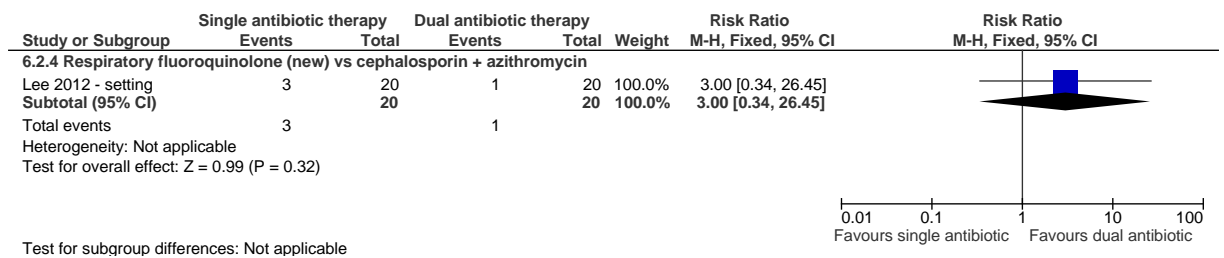 Single antibiotic therapy Dual antibiotic therapy Risk Ratio Risk Ratio
Study or Subgroup Events Total Events Total Weight M-H, Fixed, 95% CI M-H, Fixed, 95% CI
6.2.4 Respiratory fluoroquinolone (new) vs cephalosporin + azithromycin
Lee 2012 - setting 3 20 1 20 100.0% 3.00 [0.34, 26.45]
Subtotal (95% CI) 20 20 100.0% 3.00 [0.34, 26.45]
Total events 3 1
Heterogeneity: Not applicable
Test for overall effect: Z = 0.99 (P = 0.32)
0.01 0.1 1 10 100
Favours single antibiotic Favours dual antibiotic
Test for subgroup differences: Not applicable